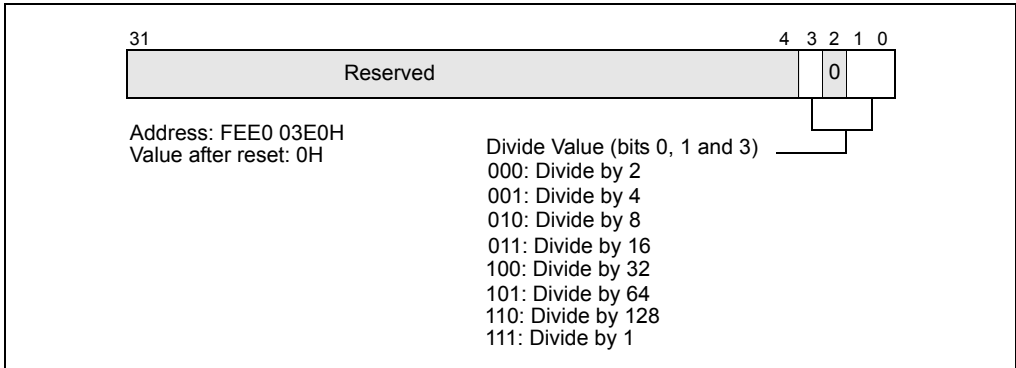 31 4 3 2 1 0
Reserved 0
Address: FEE0 03E0H
Value after reset: 0H
Divide Value (bits 0, 1 and 3)
000: Divide by 2
001: Divide by 4
010: Divide by 8
011: Divide by 16
100: Divide by 32
101: Divide by 64
110: Divide by 128
111: Divide by 1